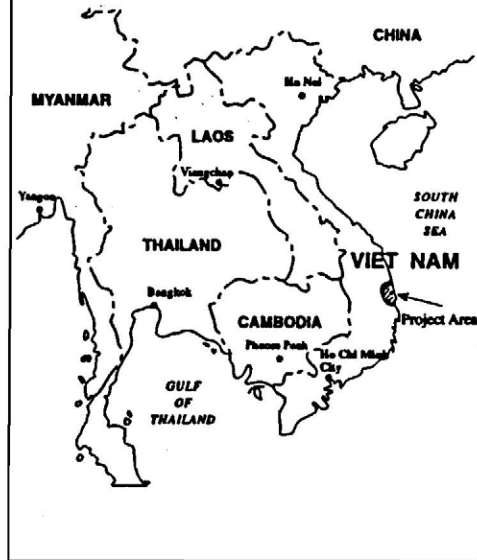 CHINA
Ha Noi
MYANMAR
LAOS
Viangchan
Yangon
SOUTH
CHINA
SEA
THAILAND
VIET NAM
Bangkok
Project Area
CAMBODIA
Phnom Penh
Ho Chi Minh
City
GULF
OF
THAILAND